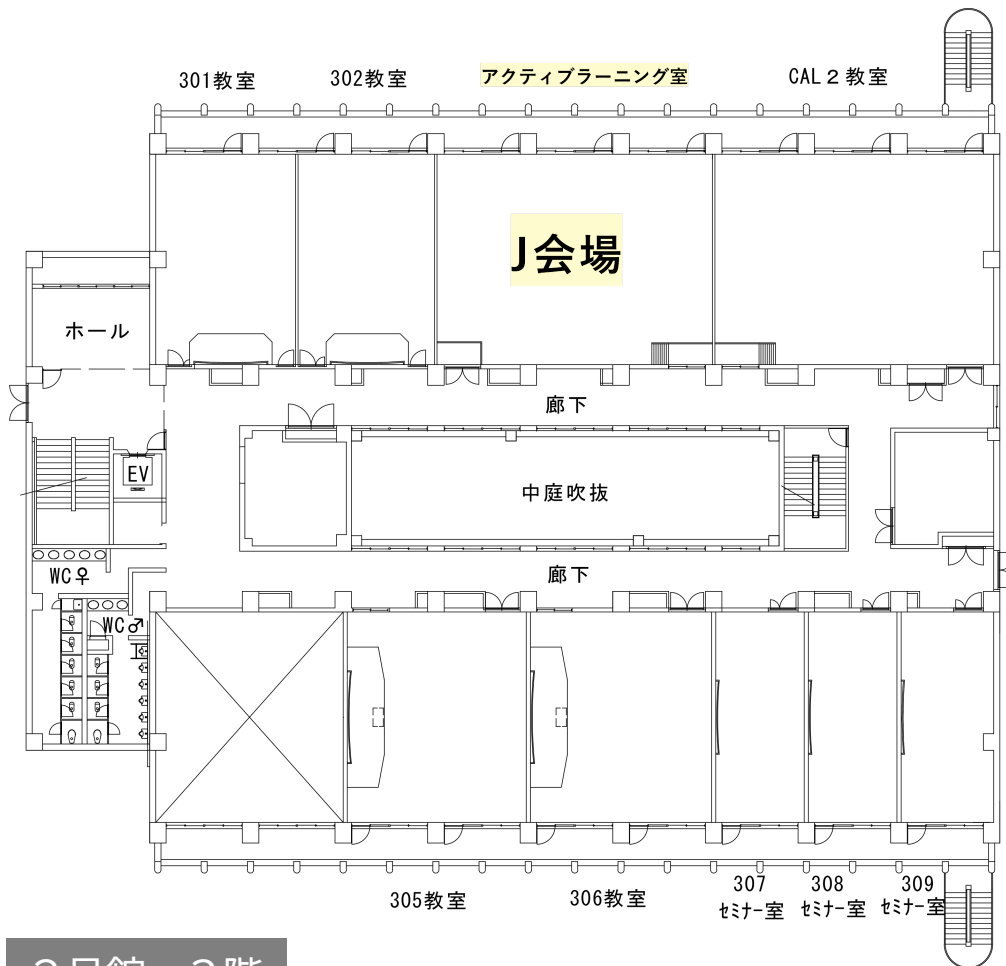 301教室
302教室
アクティブラーニング室
CAL2教室
J会場
ホール
廊下
EV
中庭吹抜
廊下
WC♀
WC♂
305教室
306教室
307
セミナー室
308
セミナー室
309
セミナー室